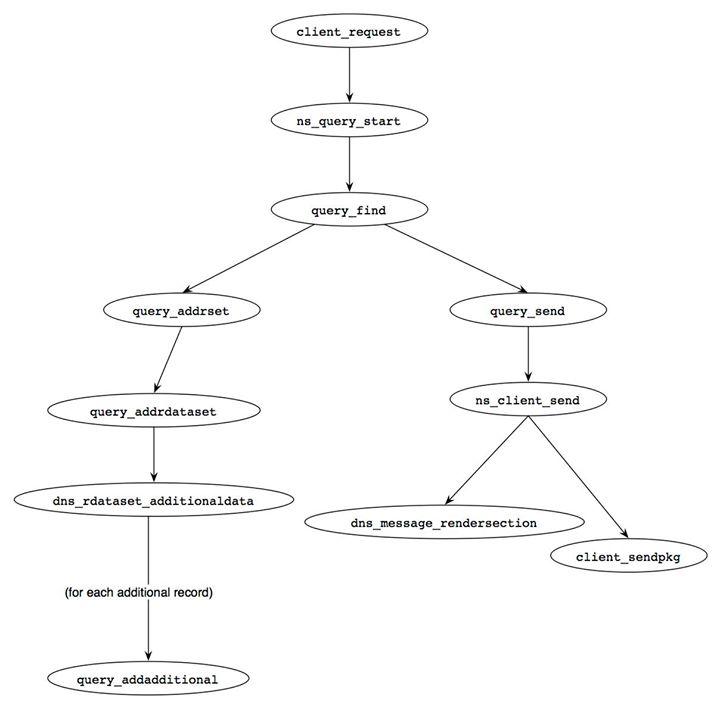 client_request
ns_query_start
query_find
query_addrset
query_send
query_addrdataset
ns_client_send
dns_rdataset_additionaldata
dns_message_rendersection
client_sendpkg
(for each additional record)
query_addadditional